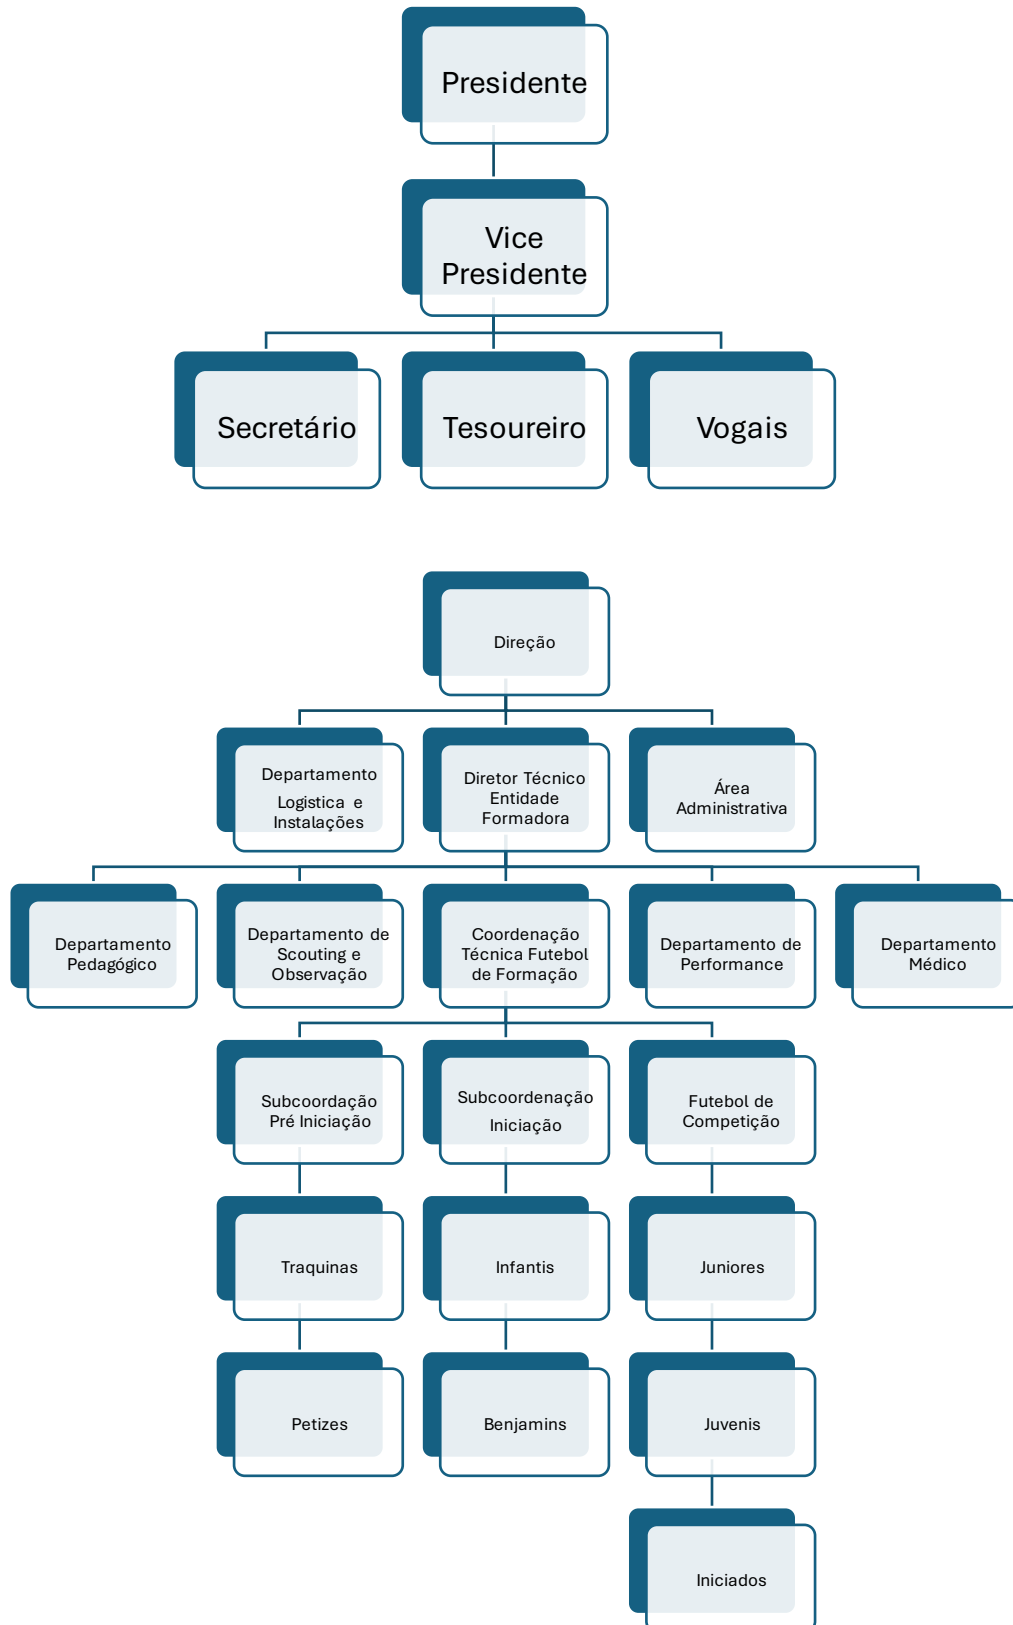 Presidente
Vice
Presidente
Secretário
Tesoureiro
Vogais
Direção
Departamento
Logistica e
Instalações
Diretor Técnico
Entidade
Formadora
Área
Administrativa
Departamento
Pedagógico
Departamento de
Scouting e
Observação
Coordenação
Técnica Futebol
de Formação
Departamento de
Performance
Departamento
Médico
Subcoordação
Pré Iniciação
Subcoordenação
Iniciação
Futebol de
Competição
Traquinas
Infantis
Juniores
Petizes
Benjamins
Juvenis
Iniciados